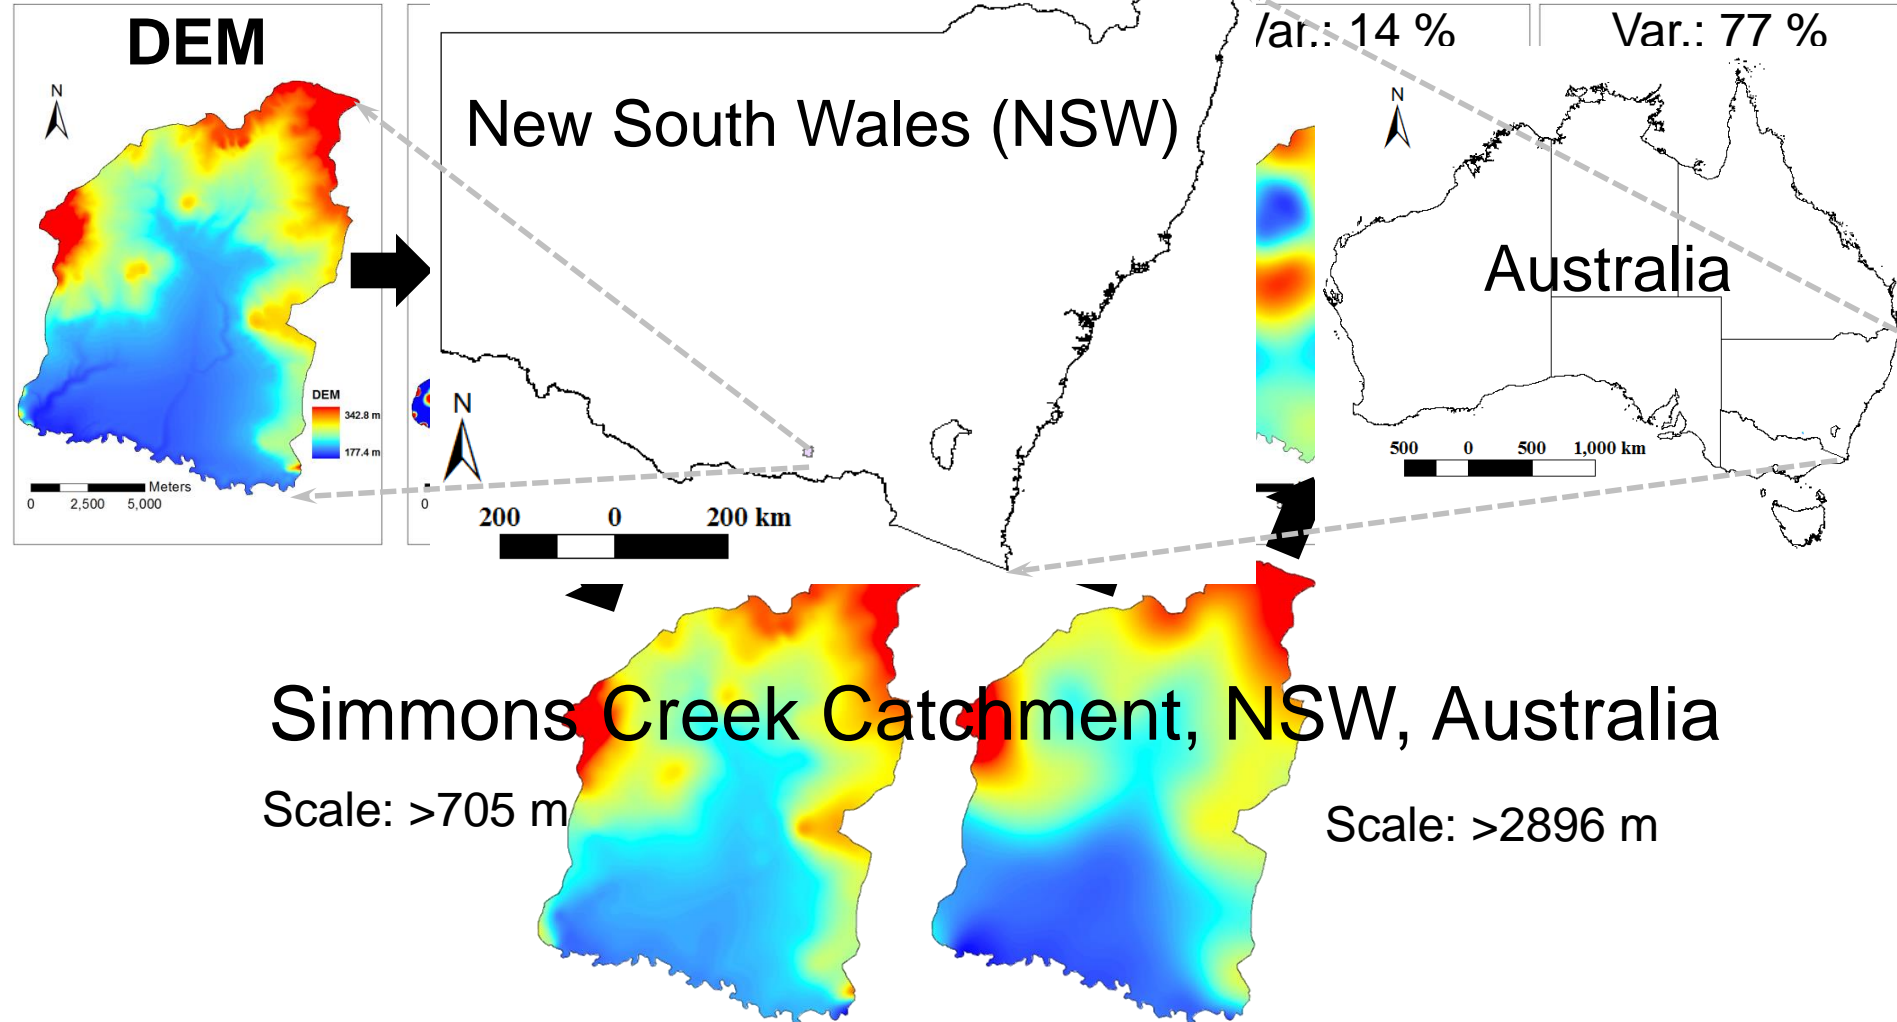 DEM
Var.: 14 %
Var.: 77 %
N
New South Wales (NSW)
N
Australia
DEM
342.8 m
177.4 m
Meters
0 2,500 5,000
N
0
200 0 200 km
500 0 500 1,000 km
Simmons Creek Catchment, NSW, Australia
Scale: >705 m
Scale: >2896 m